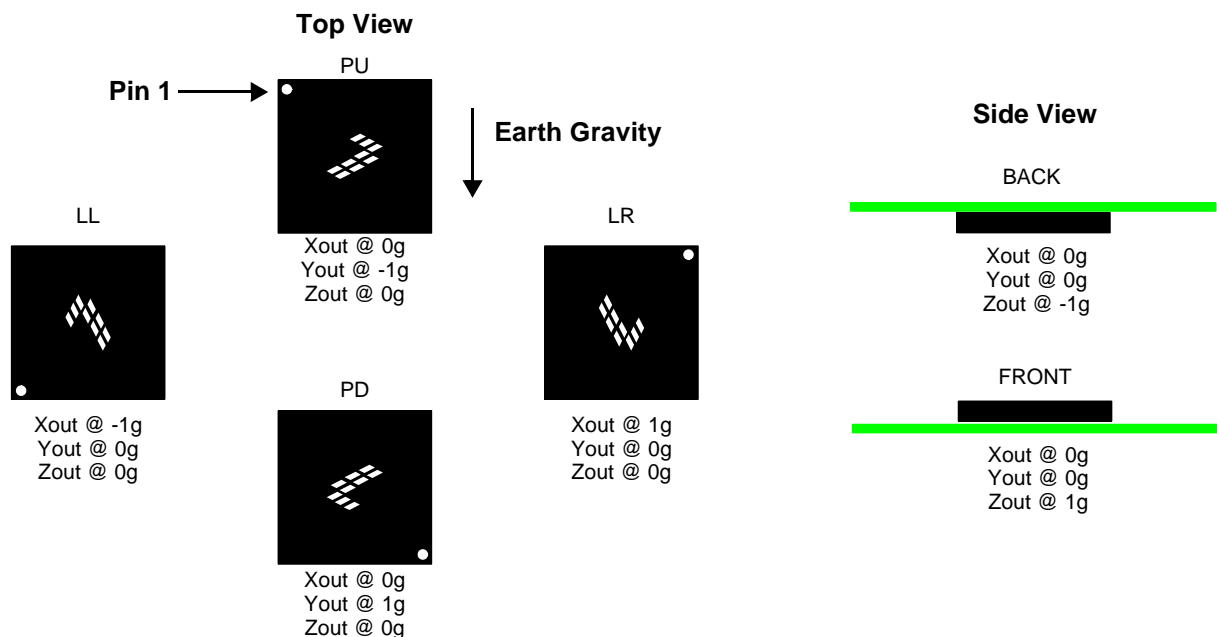 Top View
PU
Pin 1
Earth Gravity
Xout @ 0g
Yout @ -1g
Zout @ 0g
LL
Xout @ -1g
Yout @ 0g
Zout @ 0g
LR
Xout @ 1g
Yout @ 0g
Zout @ 0g
PD
Xout @ 0g
Yout @ 1g
Zout @ 0g
Side View
BACK
Xout @ 0g
Yout @ 0g
Zout @ -1g
FRONT
Xout @ 0g
Yout @ 0g
Zout @ 1g